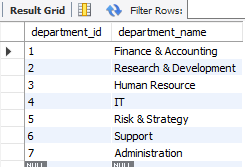 Result Grid Filter Rows:
department_id department_name
1 Finance & Accounting
2 Research & Development
3 Human Resource
4 IT
5 Risk & Strategy
6 Support
7 Administration
NULL NULL